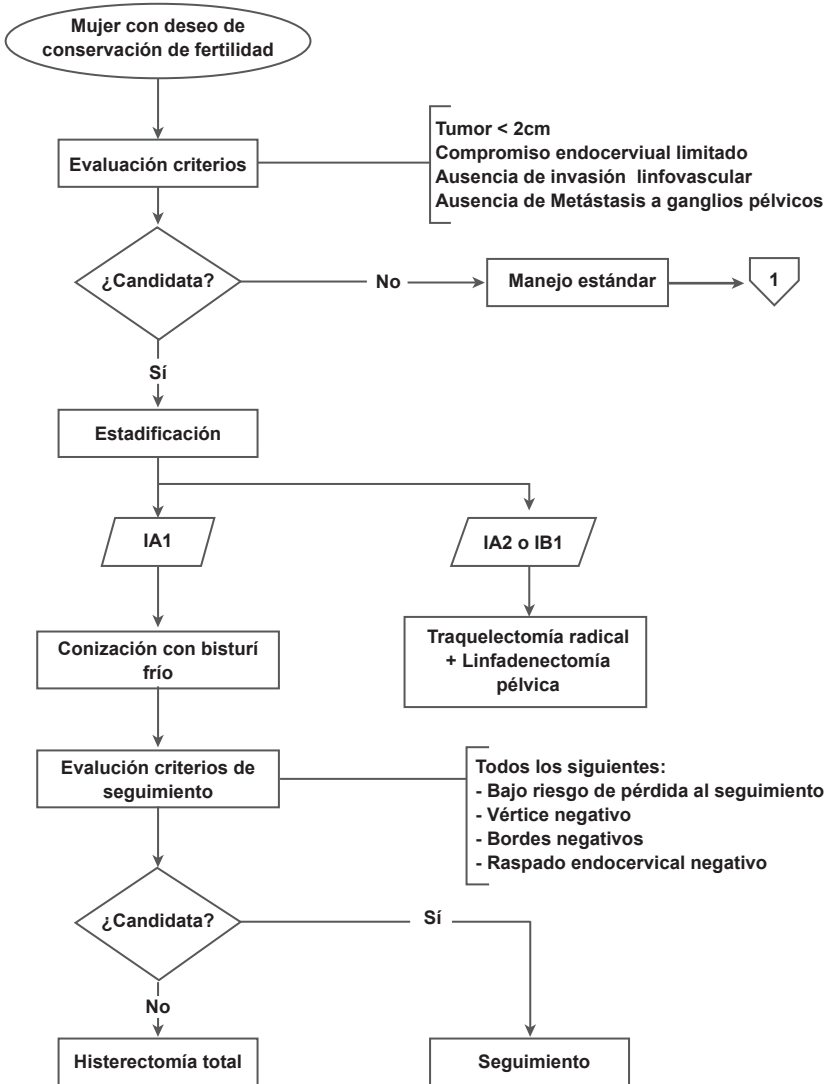 Mujer con deseo de
conservación de fertilidad
Evaluación criterios
Tumor < 2cm
Compromiso endocerviual limitado
Ausencia de invasión linfovascular
Ausencia de Metástasis a ganglios pélvicos
¿Candidata?
No
Manejo estándar
1
Sí
Estadificación
IA1
IA2 o IB1
Conización con bisturí
frío
Traquelectomía radical
+ Linfadenectomía
pélvica
Evalución criterios de
seguimiento
Todos los siguientes:
- Bajo riesgo de pérdida al seguimiento
- Vértice negativo
- Bordes negativos
- Raspado endocervical negativo
¿Candidata?
Sí
No
Histerectomía total
Seguimiento